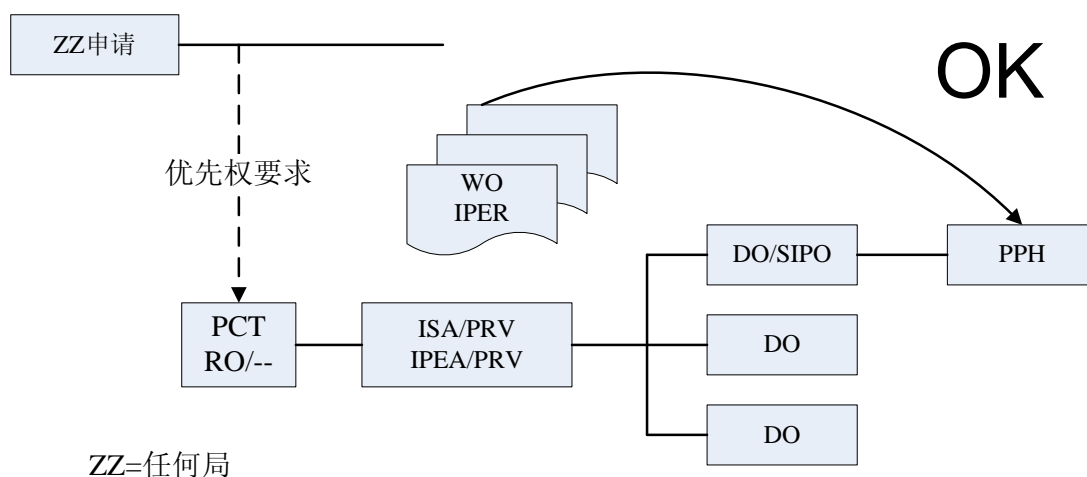 ZZ申请
OK
优先权要求
WO
IPER
DO/SIPO
PPH
PCT
RO/--
ISA/PRV
IPEA/PRV
DO
DO
ZZ=任何局